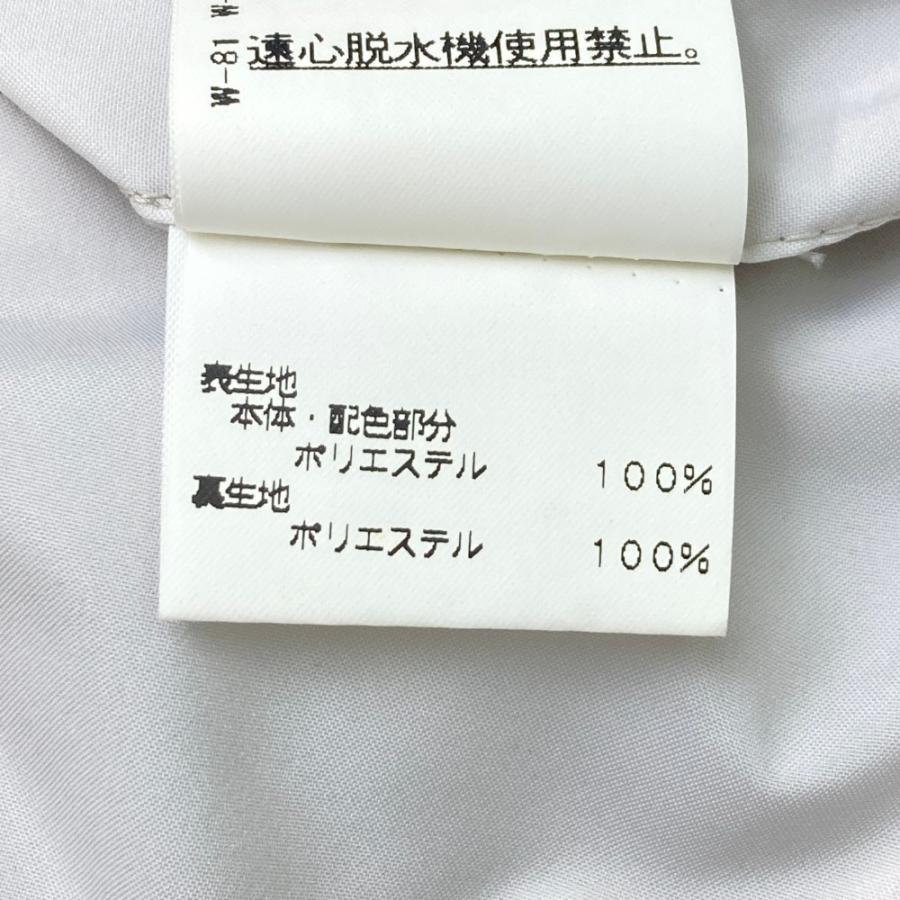 遠心脱水機使用禁止。
18-M
表生地
本体・配色部分
ポリエステル 100%
裏生地
ポリエステル 100%